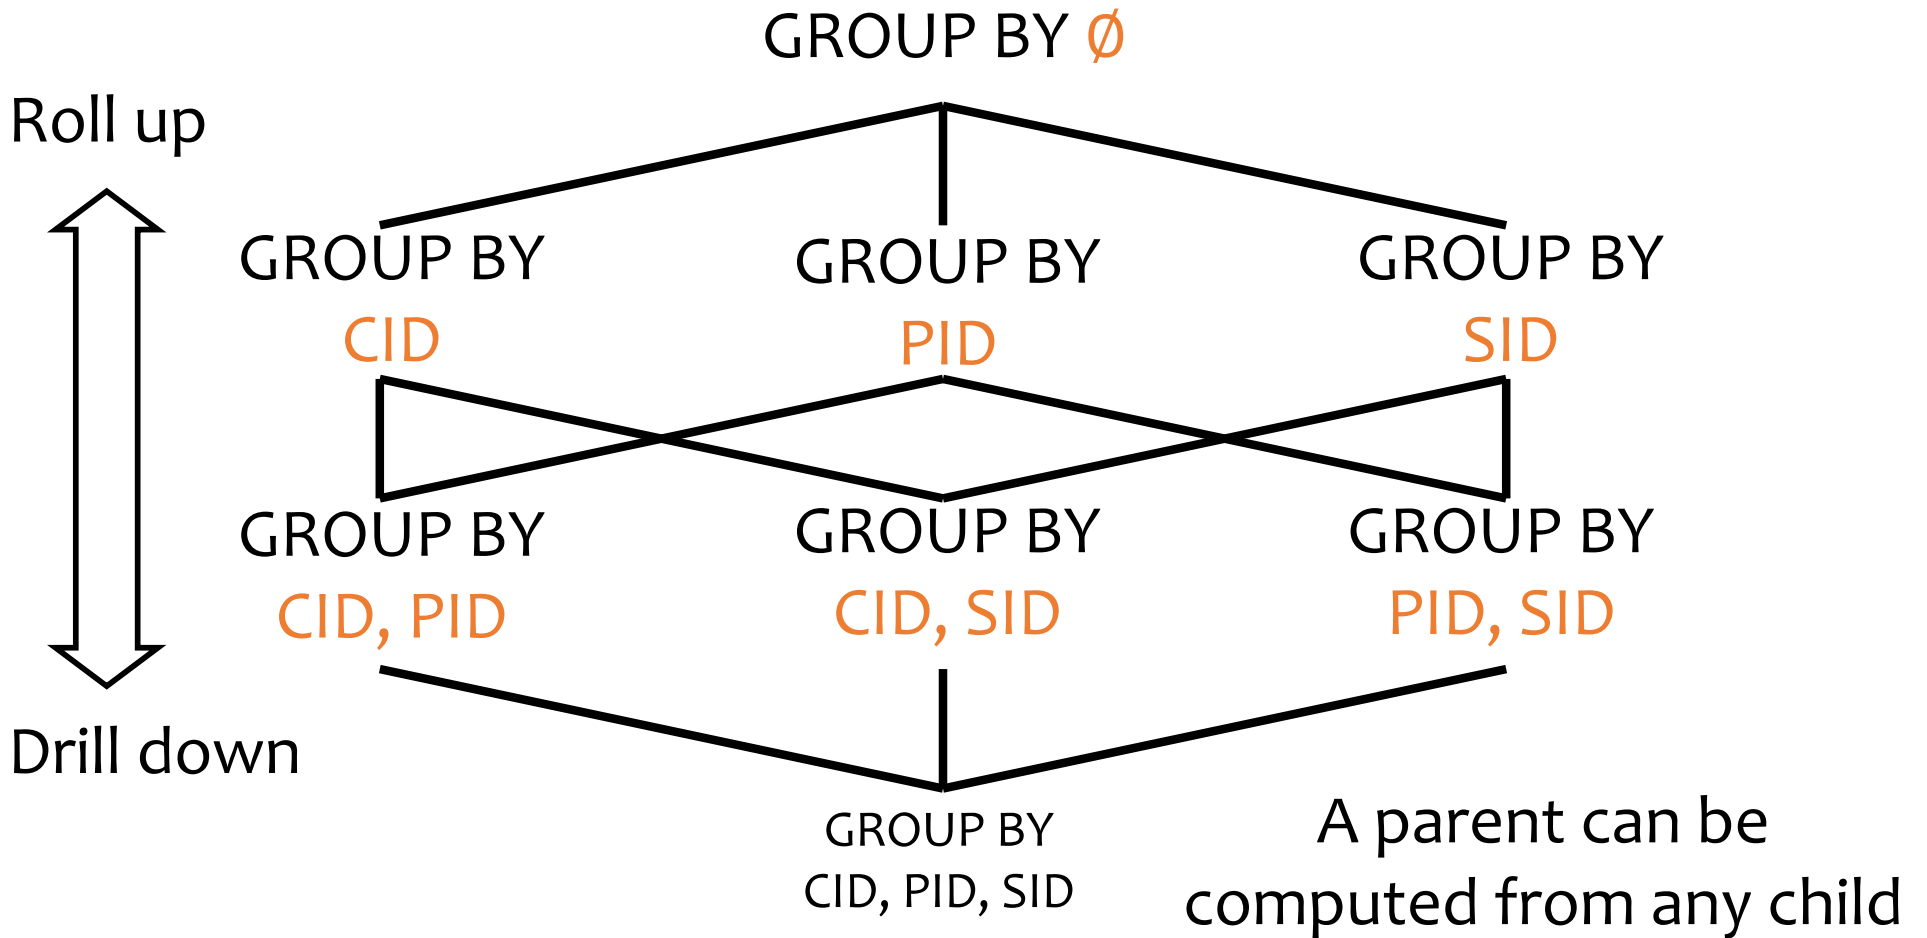 GROUP BY Ø
Roll up
GROUP BY
CID
GROUP BY
PID
GROUP BY
SID
GROUP BY
CID, PID
GROUP BY
CID, SID
GROUP BY
PID, SID
Drill down
GROUP BY
CID, PID, SID
A parent can be
computed from any child